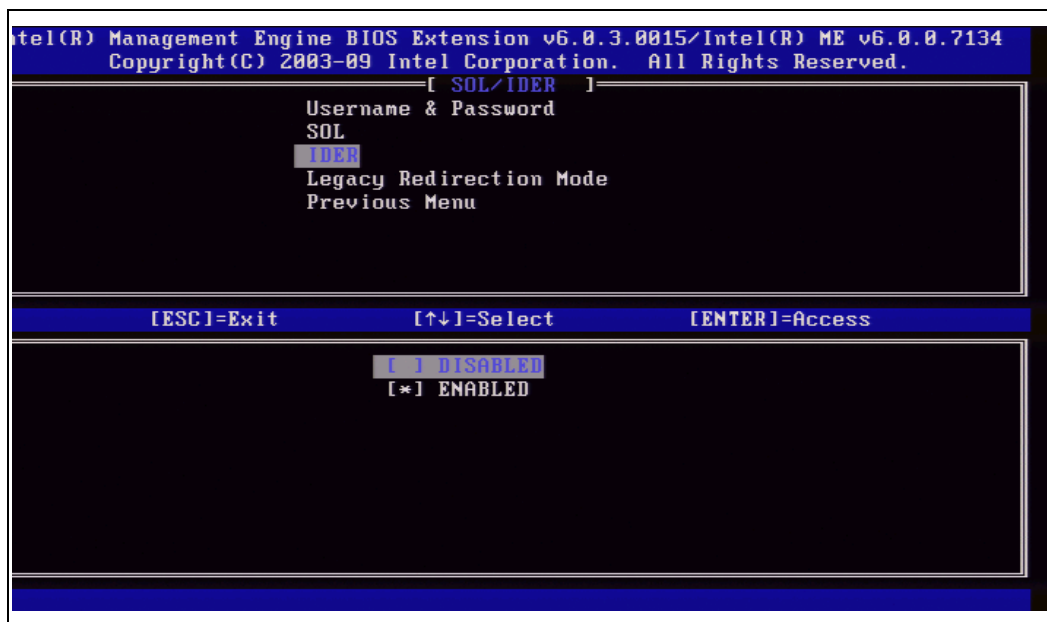 ntel(R) Management Engine BIOS Extension v6.0.3.0015/Intel(R) ME v6.0.0.7134
Copyright(C) 2003-09 Intel Corporation. All Rights Reserved.
[ SOL/IDER ]
Username & Password
SOL
IDER
Legacy Redirection Mode
Previous Menu
[ESC]=Exit [↑↓]=Select [ENTER]=Access
[ ] DISABLED
[*] ENABLED